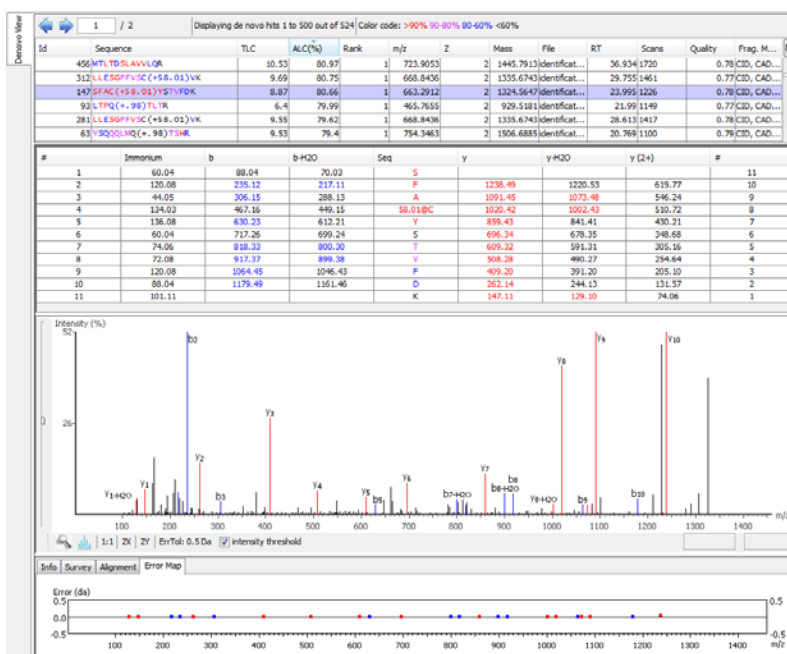 Denovo View
1 / 2 Displaying de novo hits 1 to 500 out of 524 Color code: >90% 90-80% 80-60% <60%
Id Sequence TLC ALC(%) Rank m/z Z Mass File RT Scans Quality Frag. M...
456 MTLTDSLAVVLQR 10.53 80.97 1 723.9053 2 1445.7913 identificat... 36.934 1720 0.78 CID, CAD...
312 LLESGPFVSC(+58.01)VK 9.69 80.75 1 668.8436 2 1335.6743 identificat... 29.755 1461 0.77 CID, CAD...
147 SFAC(+58.01)YSTVFDK 8.87 80.66 1 663.2912 2 1324.5647 identificat... 23.995 1226 0.78 CID, CAD...
93 LTPQ(+.98)TLTR 6.4 79.99 1 465.7655 2 929.5181 identificat... 21.99 1149 0.77 CID, CAD...
281 LLESGPFVSC(+58.01)VK 9.55 79.62 1 668.8436 2 1335.6743 identificat... 28.613 1417 0.78 CID, CAD...
63 VSQQQLMQ(+.98)TSHR 9.53 79.4 1 754.3463 2 1506.6885 identificat... 20.769 1100 0.79 CID, CAD...
# Immonium b b-H2O Seq y y-H2O y (2+) #
1 60.04 88.04 70.03 S 11
2 120.08 235.12 217.11 F 1238.49 1220.53 619.77 10
3 44.05 306.15 288.13 A 1091.45 1073.48 546.24 9
4 134.03 467.16 449.15 58.01@C 1020.42 1002.43 510.72 8
5 136.08 630.23 612.21 Y 859.43 841.41 430.21 7
6 60.04 717.26 699.24 S 696.34 678.35 348.68 6
7 74.06 818.33 800.30 T 609.32 591.31 305.16 5
8 72.08 917.37 899.38 V 508.28 490.27 254.64 4
9 120.08 1064.45 1046.43 F 409.20 391.20 205.10 3
10 88.04 1179.49 1161.46 D 262.14 244.13 131.57 2
11 101.11 K 147.11 129.10 74.06 1
Intensity (%)
52
b2 y9 y10
y8
26 y3
y2 y7
y1-H2O y1 b3 y4 y5 b5 y6 b7-H2O b8-H2O b8 y8-H2O b9 b10
100 200 300 400 500 600 700 800 900 1000 1100 1200 1300 1400 m/z
1:1 2X 2Y ErrTol: 0.5 Da intensity threshold
Info Survey Alignment Error Map
Error (da)
0.5 0.5
0.0 0.0
-0.5 -0.5
100 200 300 400 500 600 700 800 900 1000 1100 1200 1300 1400 m/z